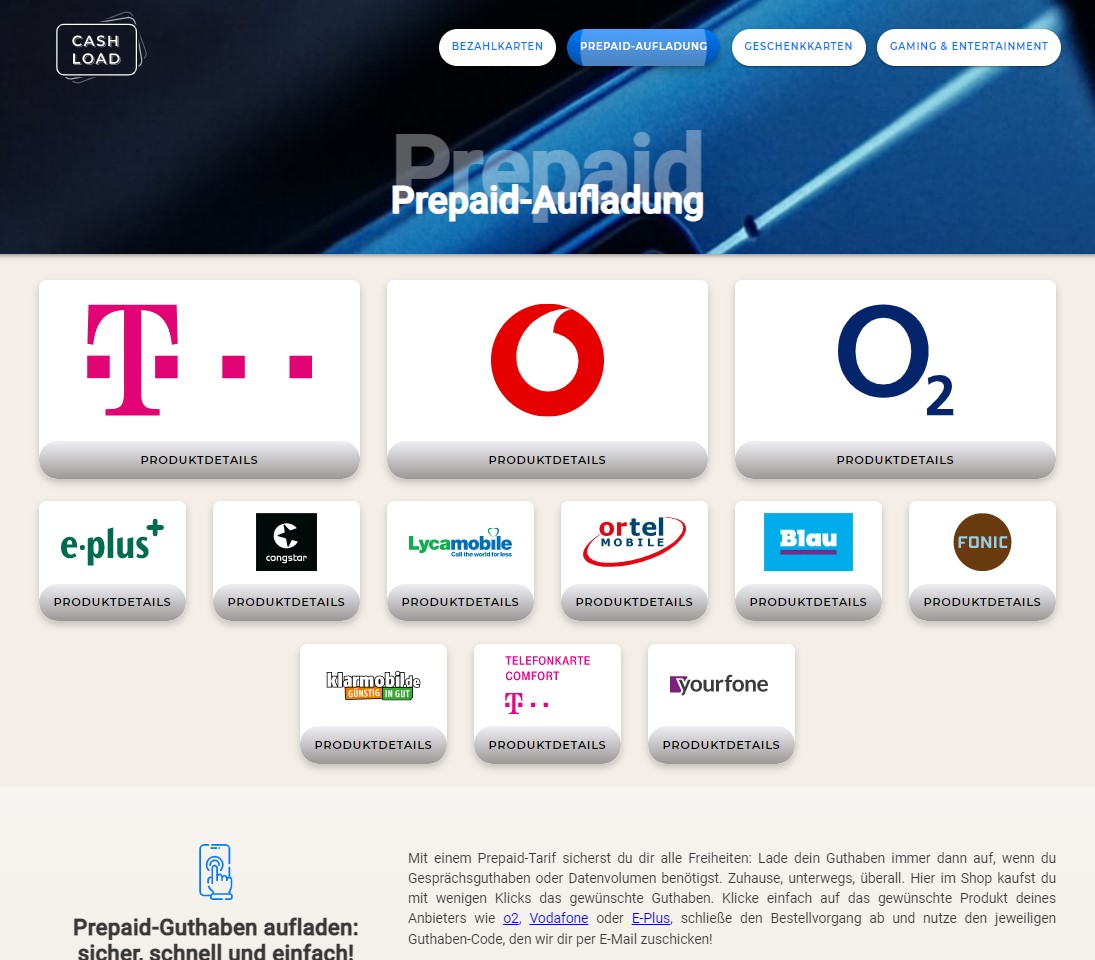 CASH
LOAD
BEZAHLKARTEN
PREPAID-AUFLADUNG
GESCHENKKARTEN
GAMING & ENTERTAINMENT
Prepaid
Prepaid-Aufladung
T
O2
PRODUKTDETAILS
PRODUKTDETAILS
PRODUKTDETAILS
e·plus+
congstar
Lycamobile
Call the world for less
ortel
MOBILE
Blau
FONIC
PRODUKTDETAILS
PRODUKTDETAILS
PRODUKTDETAILS
PRODUKTDETAILS
PRODUKTDETAILS
PRODUKTDETAILS
klarmobil.de
GÜNSTIG IN GUT
TELEFONKARTE
COMFORT
T
yourfone
PRODUKTDETAILS
PRODUKTDETAILS
PRODUKTDETAILS
Prepaid-Guthaben aufladen:
sicher, schnell und einfach!
Mit einem Prepaid-Tarif sicherst du dir alle Freiheiten: Lade dein Guthaben immer dann auf, wenn du
Gesprächsguthaben oder Datenvolumen benötigst. Zuhause, unterwegs, überall. Hier im Shop kaufst du
mit wenigen Klicks das gewünschte Guthaben. Klicke einfach auf das gewünschte Produkt deines
Anbieters wie o2, Vodafone oder E-Plus, schließe den Bestellvorgang ab und nutze den jeweiligen
Guthaben-Code, den wir dir per E-Mail zuschicken!